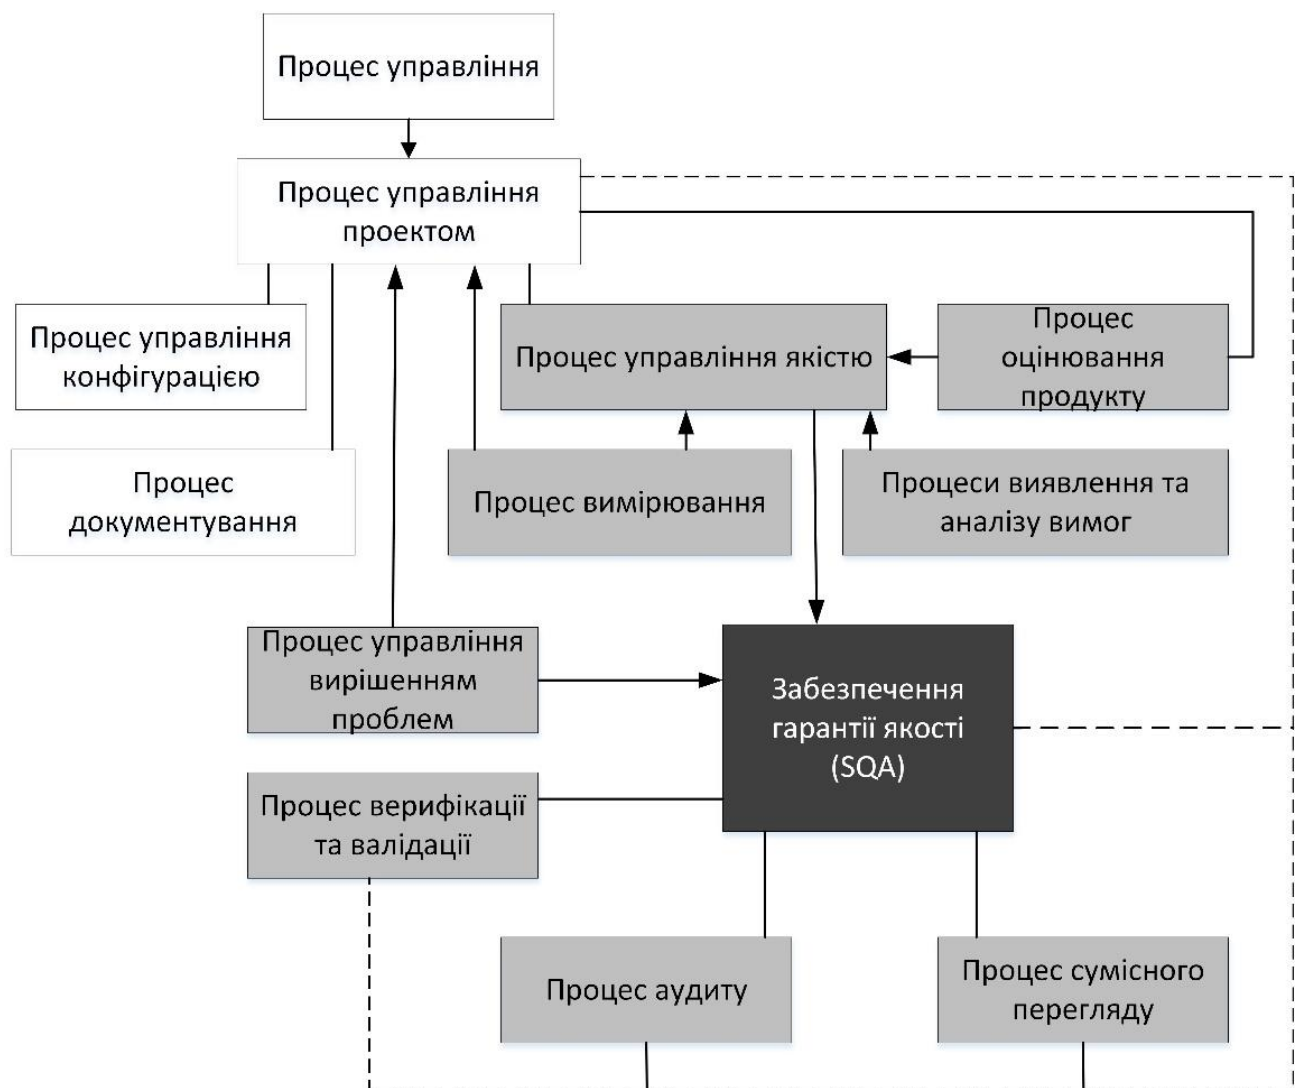 Процес управління
Процес управління
проектом
Процес управління
конфігурацією
Процес управління якістю
Процес
оцінювання
продукту
Процес
документування
Процес вимірювання
Процеси виявлення та
аналізу вимог
Процес управління
вирішенням
проблем
Забезпечення
гарантії якості
(SQA)
Процес верифікації
та валідації
Процес аудиту
Процес сумісного
перегляду